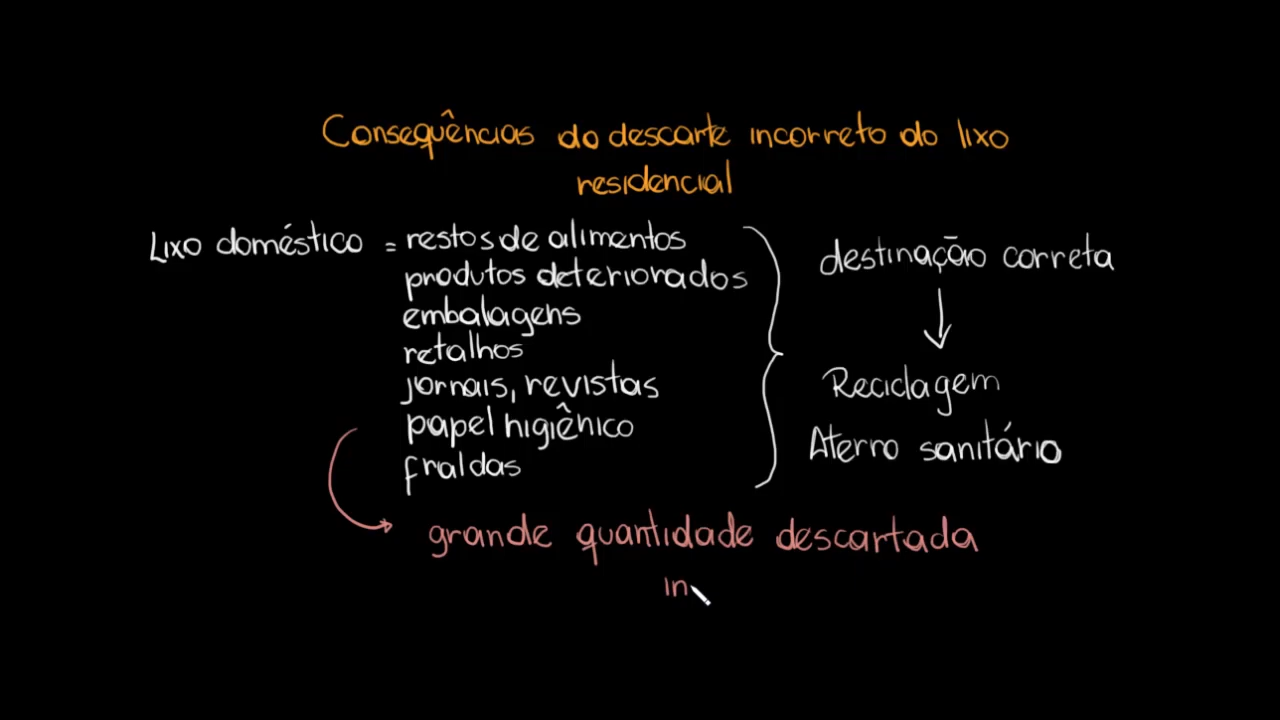 Consequências do descarte incorreto do lixo
residencial
Lixo doméstico = restos de alimentos
produtos deteriorados
embalagens
retalhos
jornais, revistas
papel higiênico
fraldas
destinação correta
Reciclagem
Aterro sanitário
grande quantidade descartada
in